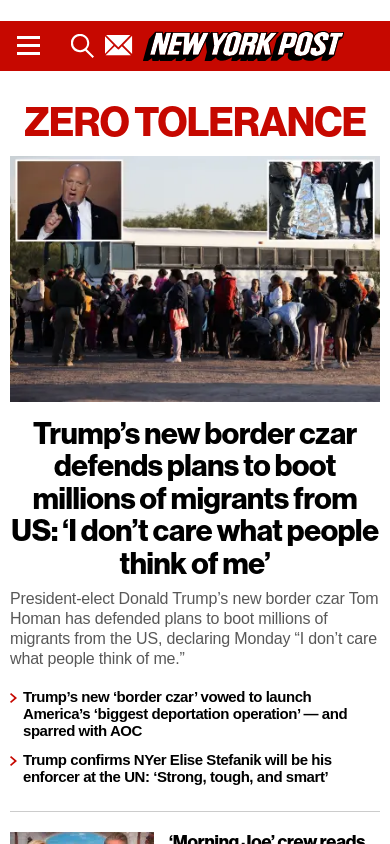 NEW YORK POST
ZERO TOLERANCE
Trump’s new border czar
defends plans to boot
millions of migrants from
US: ‘I don’t care what people
think of me’
President-elect Donald Trump’s new border czar Tom
Homan has defended plans to boot millions of
migrants from the US, declaring Monday “I don’t care
what people think of me.”
Trump’s new ‘border czar’ vowed to launch
America’s ‘biggest deportation operation’ — and
sparred with AOC
Trump confirms NYer Elise Stefanik will be his
enforcer at the UN: ‘Strong, tough, and smart’
‘Morning Joe’ crew reads